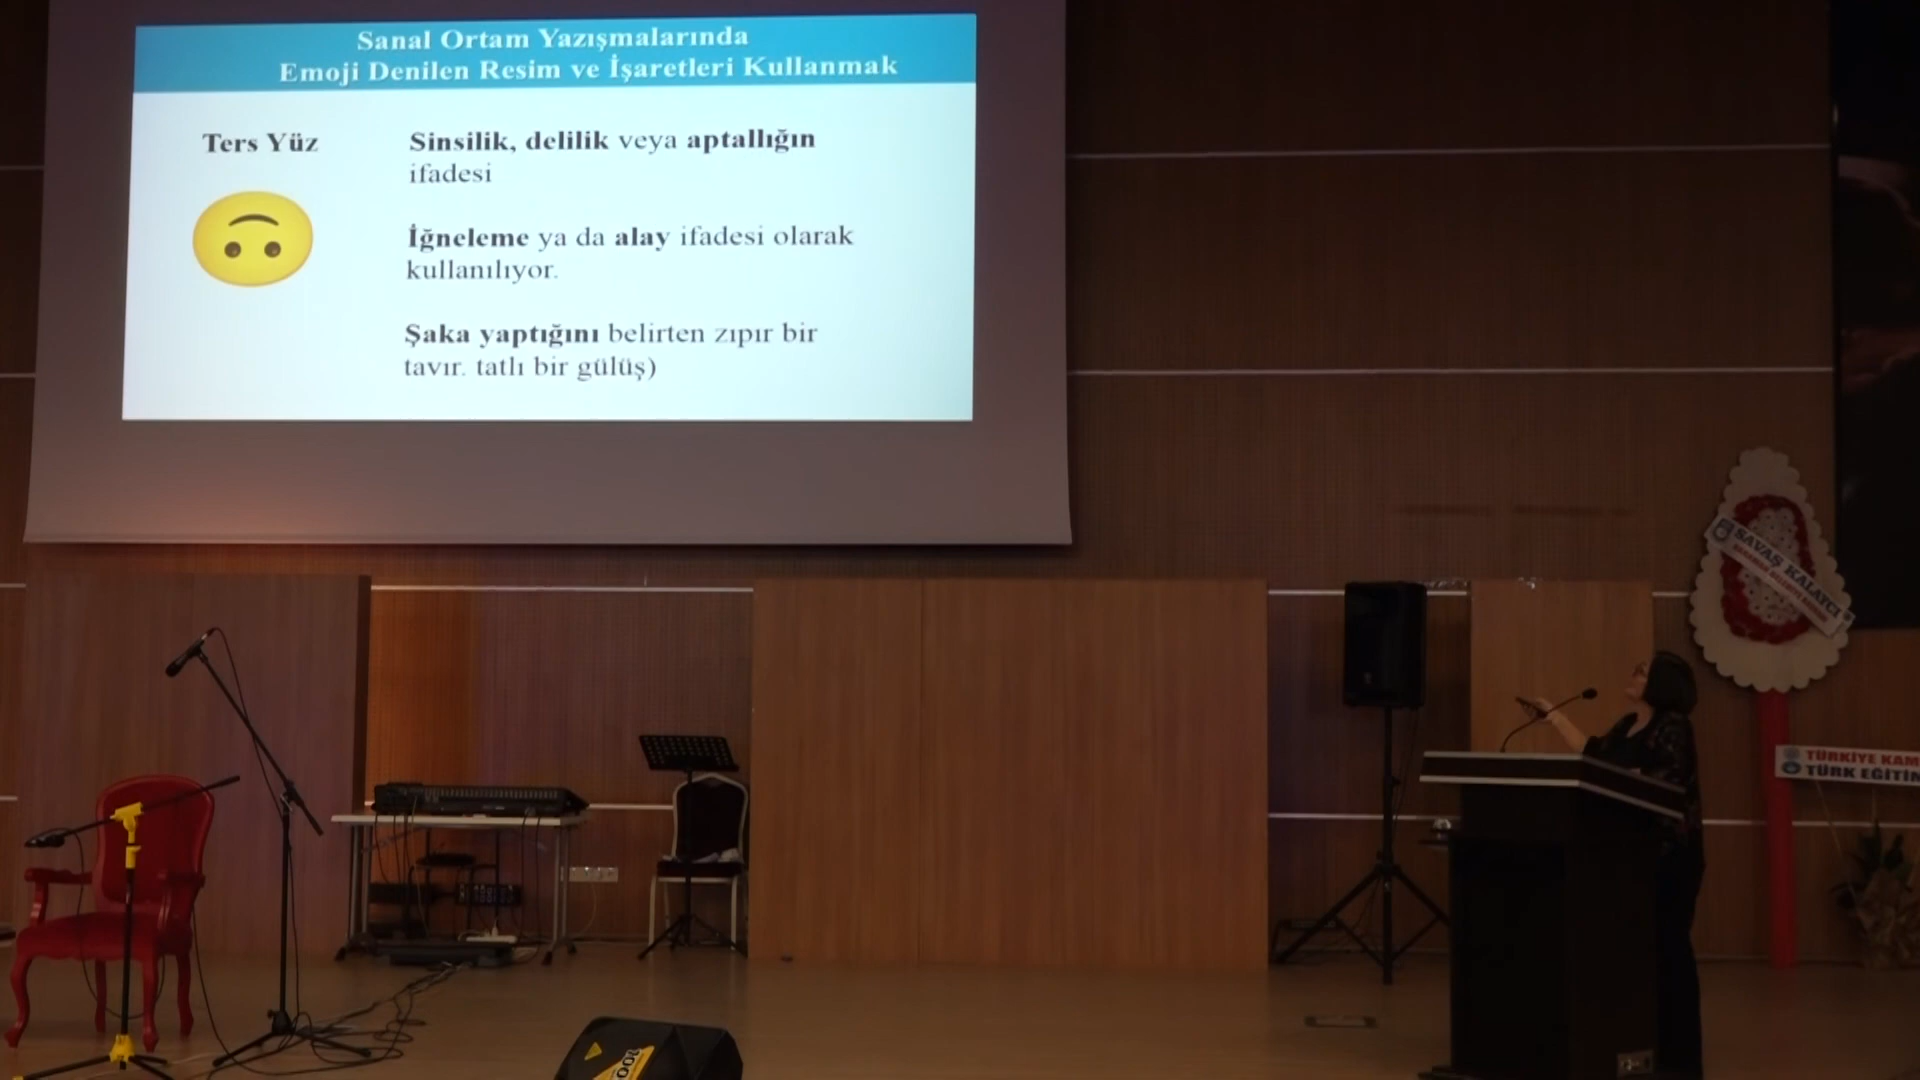 Sanal Ortam Yazışmalarında
Emoji Denilen Resim ve İşaretleri Kullanmak
Ters Yüz
Sinsilik, delilik veya aptallığın
ifadesi
İğneleme ya da alay ifadesi olarak
kullanılıyor.
Şaka yaptığını belirten zıpır bir
tavır. tatlı bir gülüş)
SAVAŞ KALAYCI
TÜRKİYE KAM
TÜRK EĞİTİM